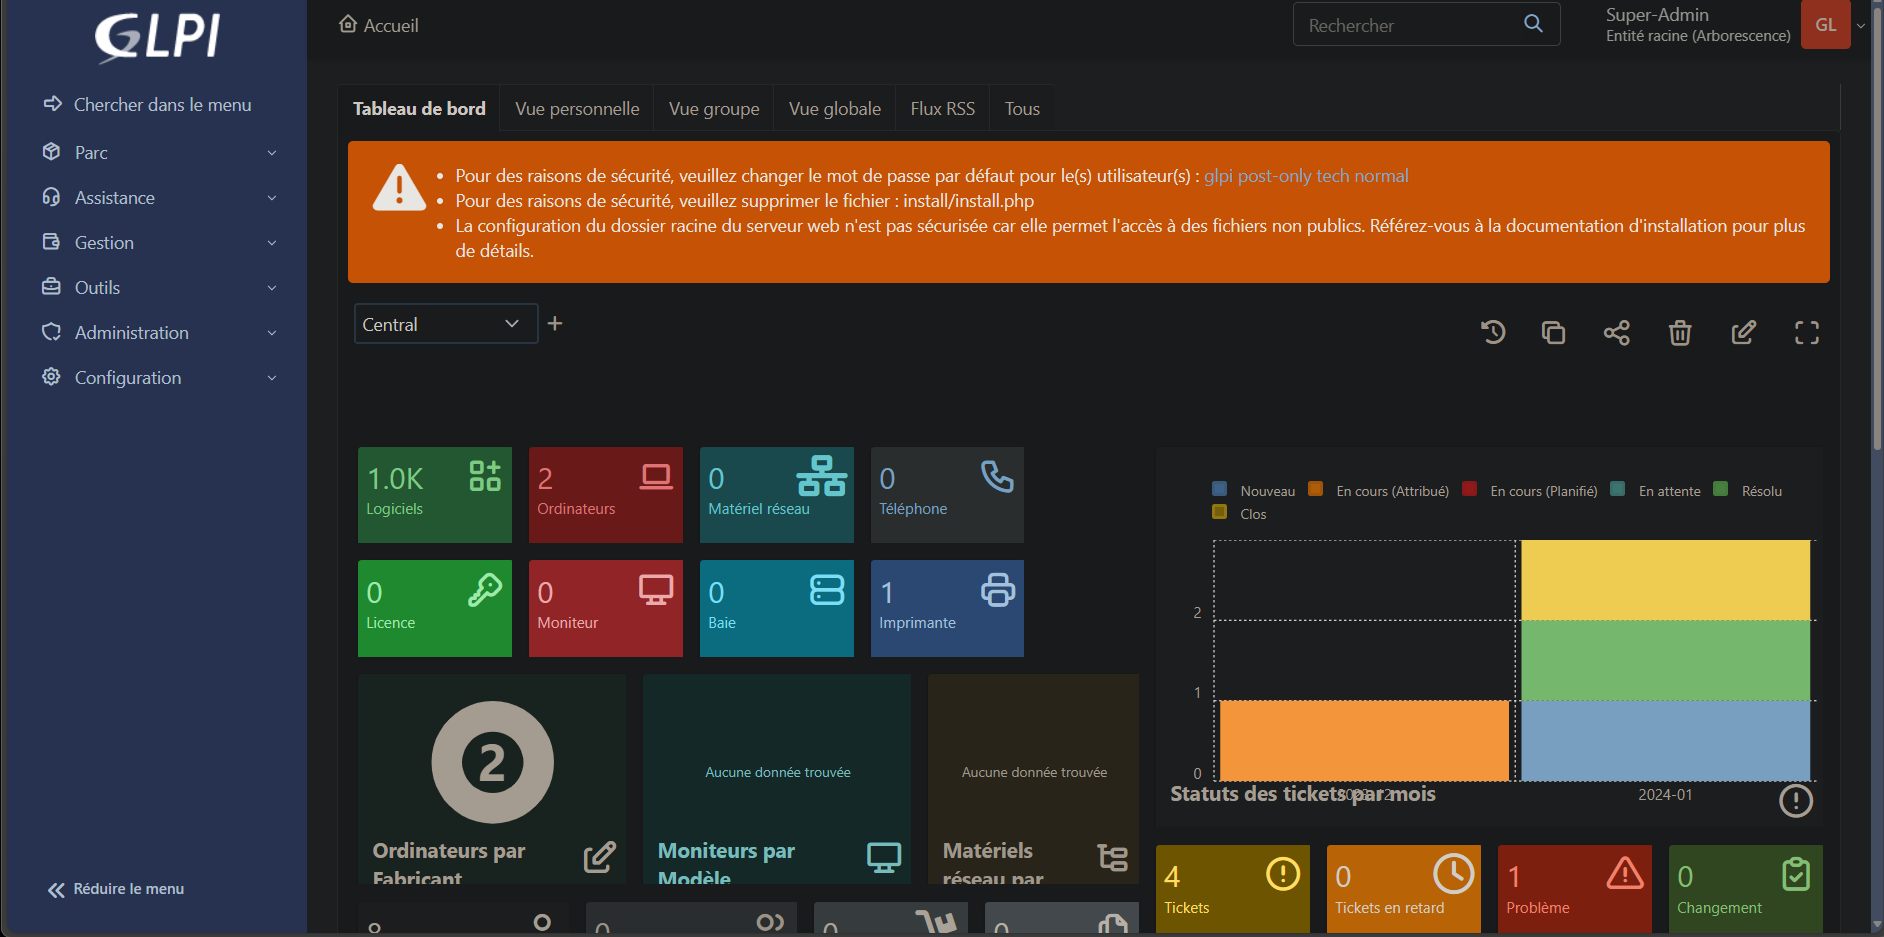 GLPI
Accueil
Rechercher
Super-Admin
Entité racine (Arborescence)
GL
Chercher dans le menu
Parc
Assistance
Gestion
Outils
Administration
Configuration
Réduire le menu
Tableau de bord
Vue personnelle
Vue groupe
Vue globale
Flux RSS
Tous
Pour des raisons de sécurité, veuillez changer le mot de passe par défaut pour le(s) utilisateur(s) : glpi post-only tech normal
Pour des raisons de sécurité, veuillez supprimer le fichier : install/install.php
La configuration du dossier racine du serveur web n'est pas sécurisée car elle permet l'accès à des fichiers non publics. Référez-vous à la documentation d'installation pour plus
de détails.
Central
1.0K
Logiciels
2
Ordinateurs
0
Matériel réseau
0
Téléphone
0
Licence
0
Moniteur
0
Baie
1
Imprimante
2
Ordinateurs par
Fabricant
Aucune donnée trouvée
Moniteurs par
Modèle
Aucune donnée trouvée
Matériels
réseau par
Nouveau
En cours (Attribué)
En cours (Planifié)
En attente
Résolu
Clos
2
1
0
2023-12
2024-01
Statuts des tickets par mois
4
Tickets
0
Tickets en retard
1
Problème
0
Changement
8
0
0
0